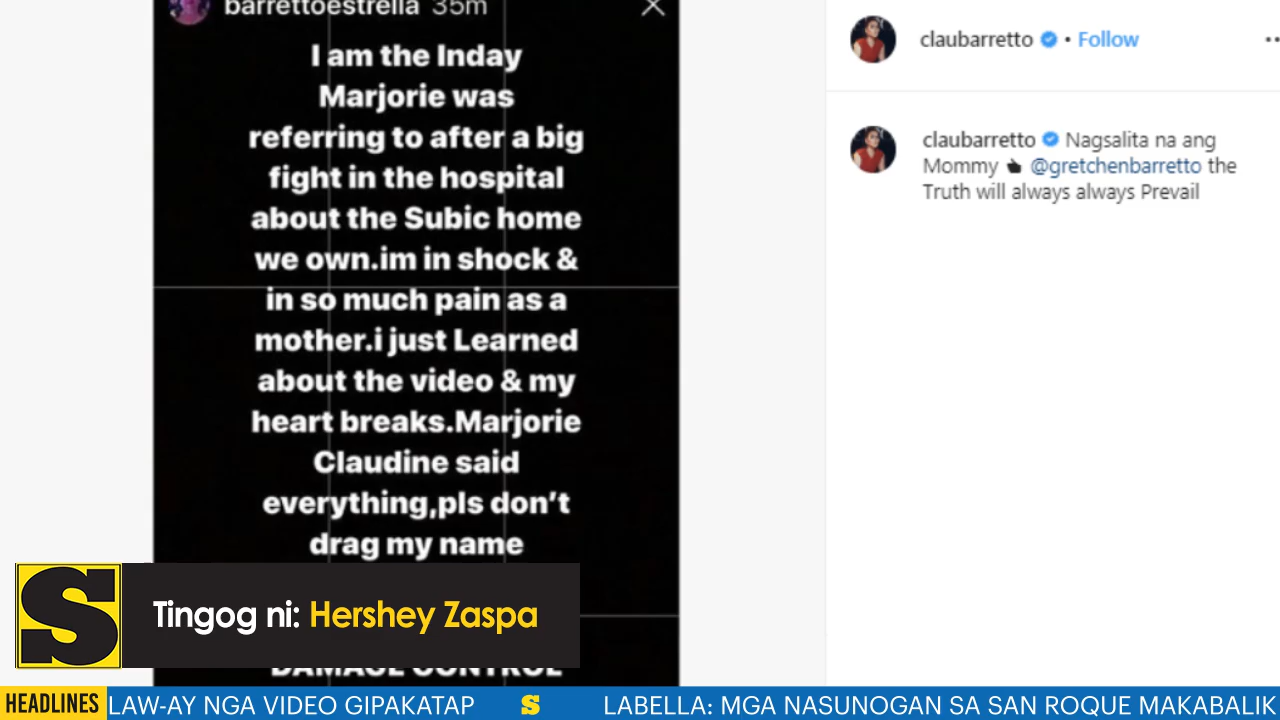 barrettoestrella 35m
I am the Inday
Marjorie was
referring to after a big
fight in the hospital
about the Subic home
we own.im in shock &
in so much pain as a
mother.i just Learned
about the video & my
heart breaks.Marjorie
Claudine said
everything,pls don't
drag my name
DAMAGE CONTROL
claubarretto • Follow
claubarretto Nagsalita na ang
Mommy @gretchenbarretto the
Truth will always always Prevail
S
Tingog ni: Hershey Zaspa
HEADLINES LAW-AY NGA VIDEO GIPAKATAP S LABELLA: MGA NASUNOGAN SA SAN ROQUE MAKABALIK